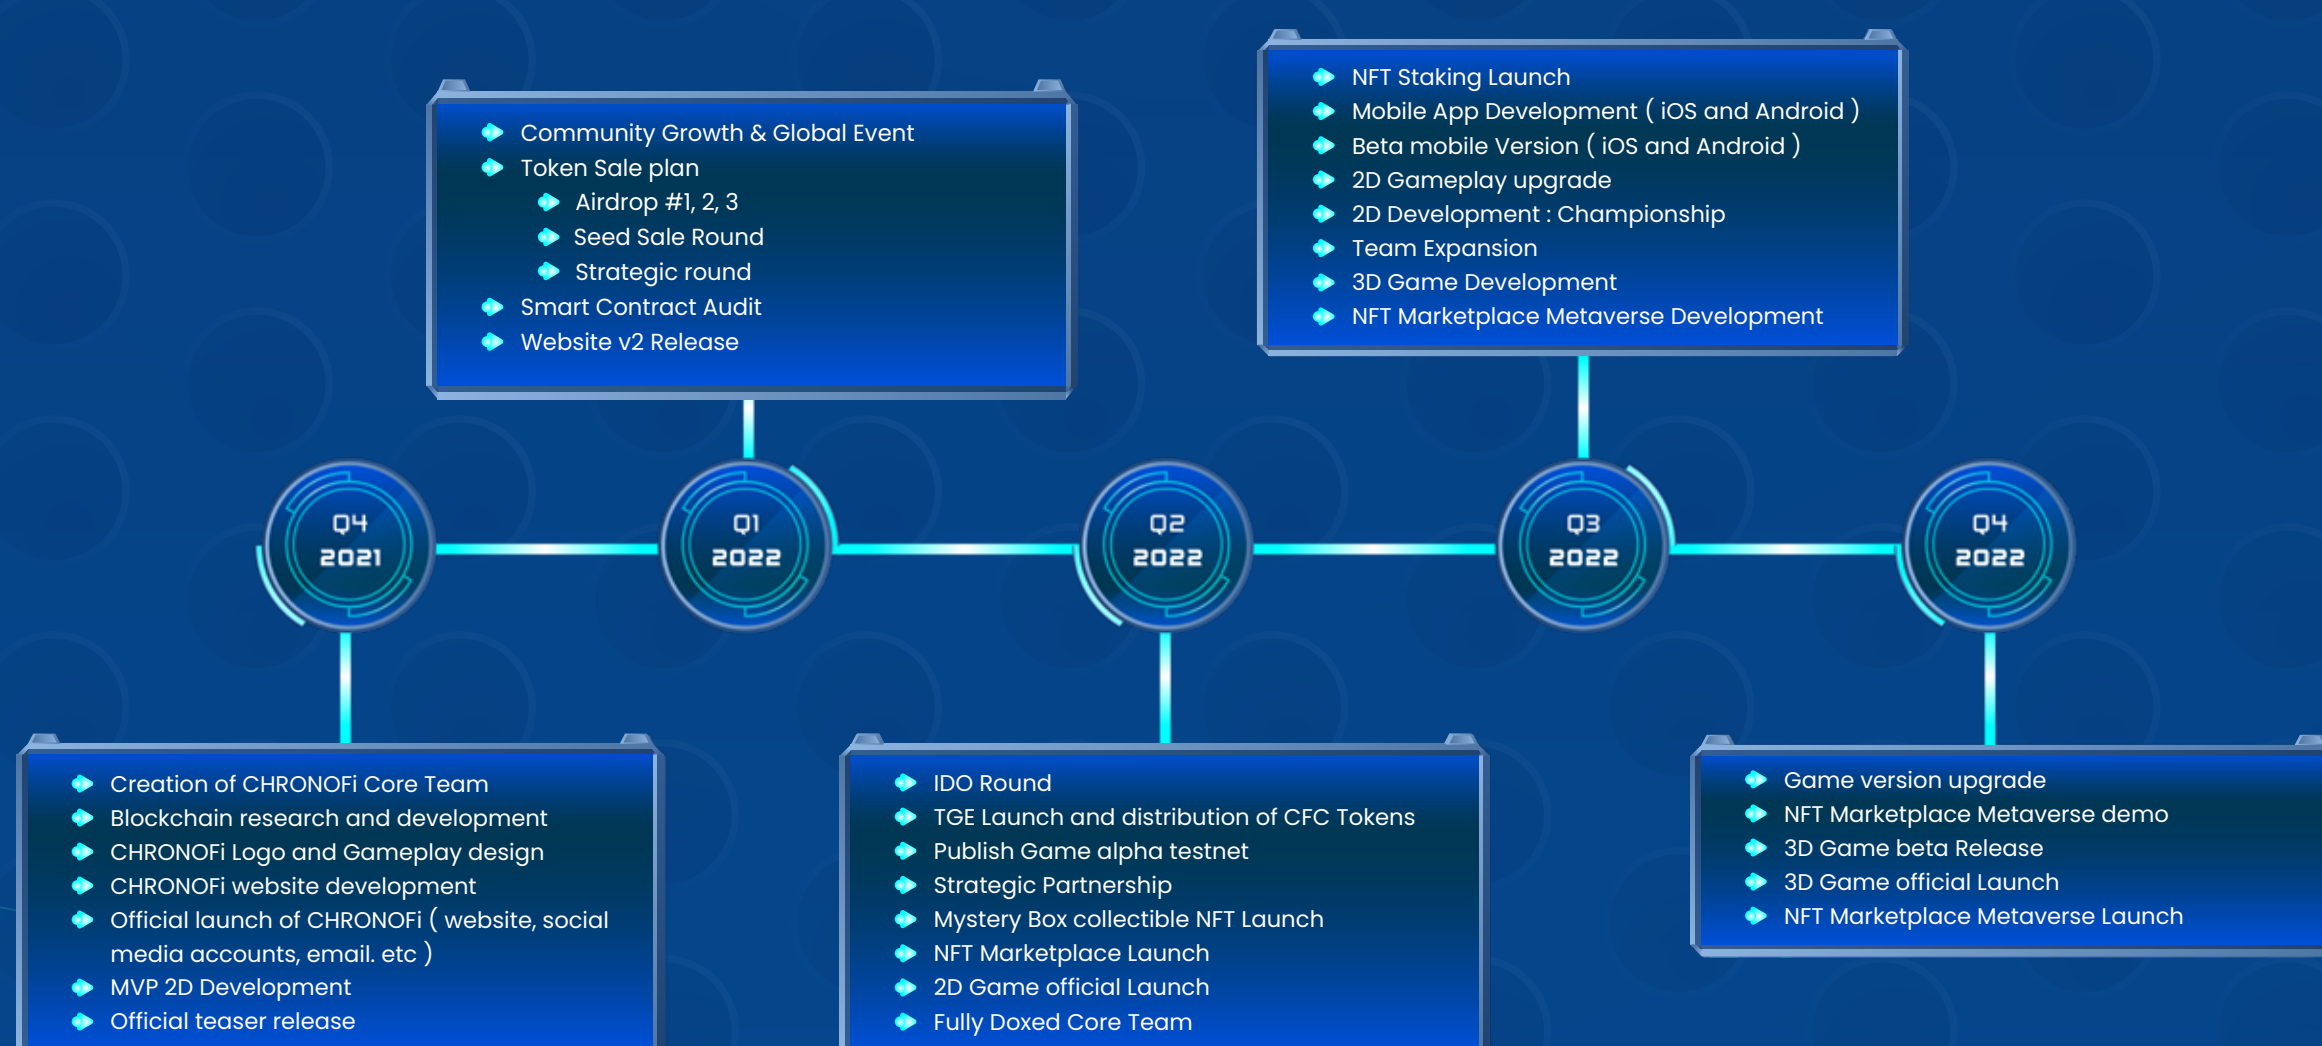 Community Growth & Global Event
Token Sale plan
Airdrop #1, 2, 3
Seed Sale Round
Strategic round
Smart Contract Audit
Website v2 Release
NFT Staking Launch
Mobile App Development ( iOS and Android )
Beta mobile Version ( iOS and Android )
2D Gameplay upgrade
2D Development : Championship
Team Expansion
3D Game Development
NFT Marketplace Metaverse Development
Q4
2021
Q1
2022
Q2
2022
Q3
2022
Q4
2022
Creation of CHRONOFi Core Team
Blockchain research and development
CHRONOFi Logo and Gameplay design
CHRONOFi website development
Official launch of CHRONOFi ( website, social
media accounts, email. etc )
MVP 2D Development
Official teaser release
IDO Round
TGE Launch and distribution of CFC Tokens
Publish Game alpha testnet
Strategic Partnership
Mystery Box collectible NFT Launch
NFT Marketplace Launch
2D Game official Launch
Fully Doxed Core Team
Game version upgrade
NFT Marketplace Metaverse demo
3D Game beta Release
3D Game official Launch
NFT Marketplace Metaverse Launch